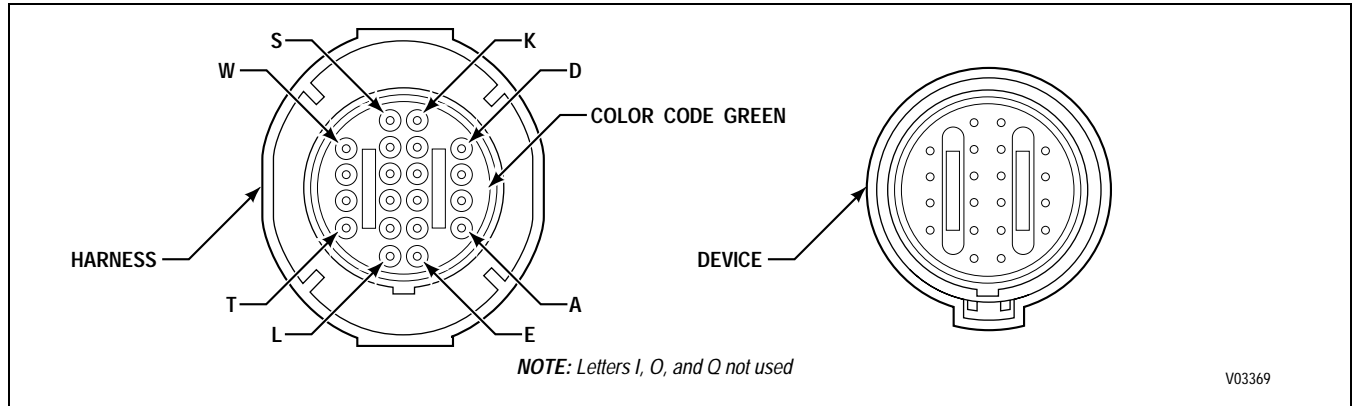 S
K
W
D
COLOR CODE GREEN
HARNESS
DEVICE
T
A
L
E
NOTE: Letters I, O, and Q not used
V03369